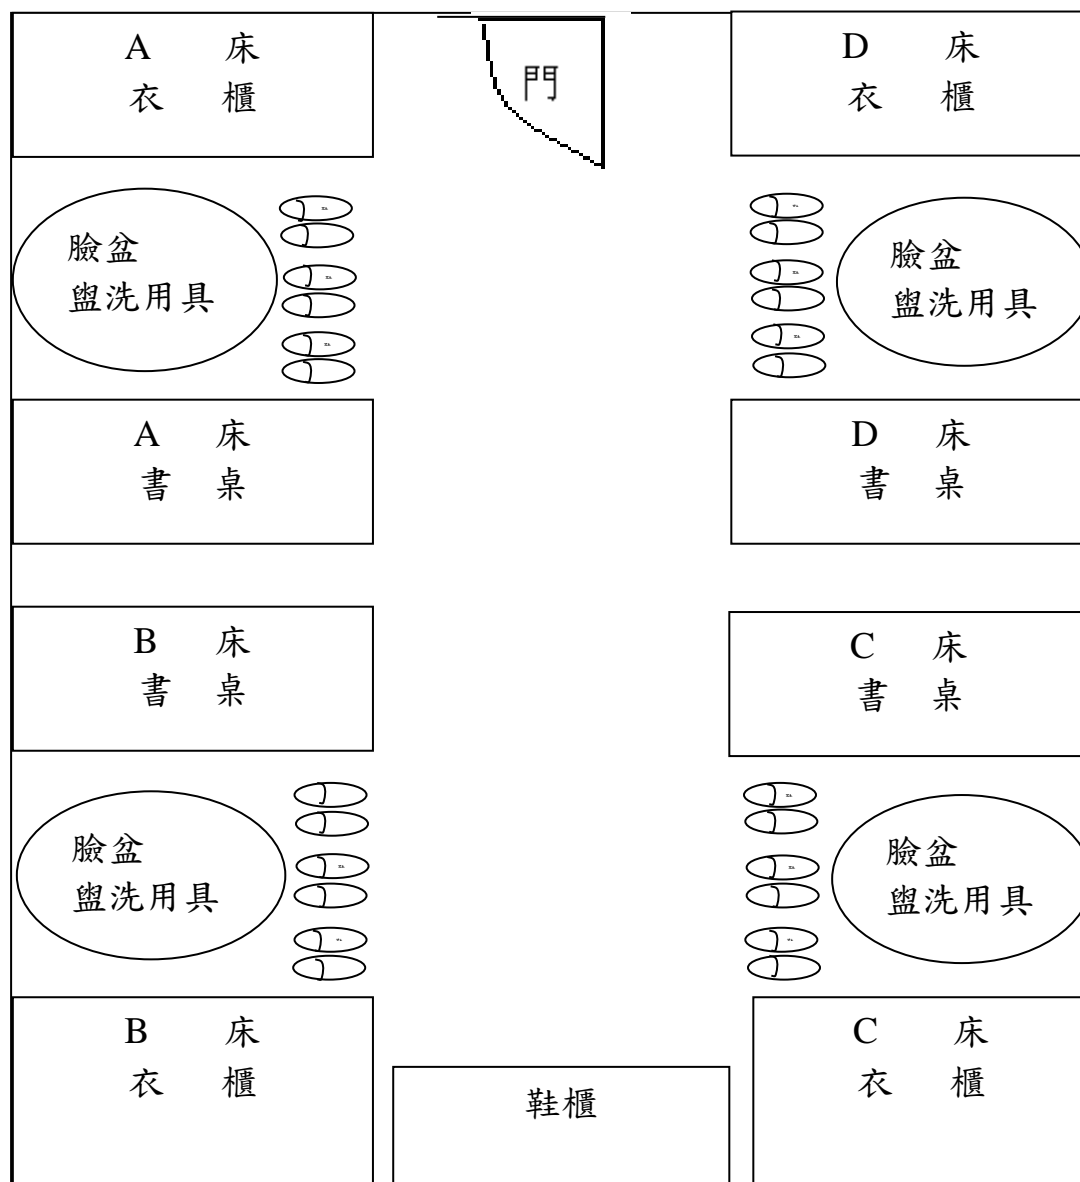 A 床
衣 櫃
門
D 床
衣 櫃
臉盆
盥洗用具
臉盆
盥洗用具
A 床
書 桌
D 床
書 桌
B 床
書 桌
C 床
書 桌
臉盆
盥洗用具
臉盆
盥洗用具
B 床
衣 櫃
鞋櫃
C 床
衣 櫃